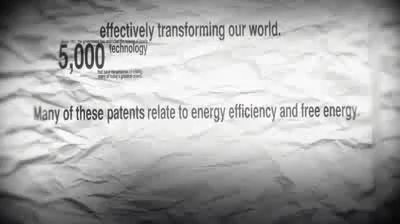 effectively transforming our world.
5,000 technology
Many of these patents relate to energy efficiency and free energy.